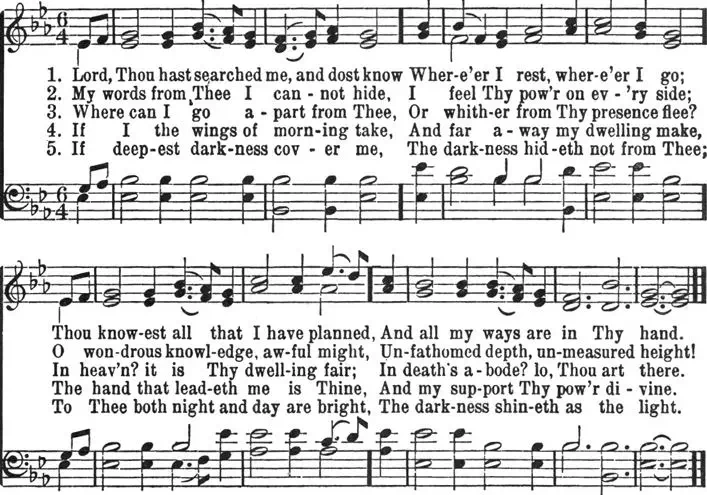 6
4
1. Lord, Thou hast searched me, and dost know Wher-e'er I rest, wher-e'er I go;
2. My words from Thee I can - not hide, I feel Thy pow'r on ev - 'ry side;
3. Where can I go a - part from Thee, Or whith-er from Thy presence flee?
4. If I the wings of morn-ing take, And far a - way my dwelling make,
5. If deep-est dark-ness cov - er me, The dark-ness hid-eth not from Thee;
6
4
Thou know-est all that I have planned, And all my ways are in Thy hand.
O won-drous knowl-edge, aw-ful might, Un-fathomed depth, un-measured height!
In heav'n? it is Thy dwell-ing fair; In death's a-bode? lo, Thou art there.
The hand that lead-eth me is Thine, And my sup-port Thy pow'r di - vine.
To Thee both night and day are bright, The dark-ness shin-eth as the light.